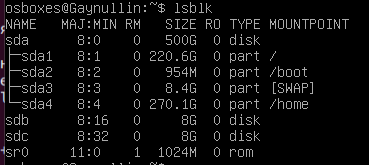 osboxes@Gaynullin:~$ lsblk
NAME   MAJ:MIN RM   SIZE RO TYPE MOUNTPOINT
sda      8:0    0   500G  0 disk
├─sda1   8:1    0 220.6G  0 part /
├─sda2   8:2    0   954M  0 part /boot
├─sda3   8:3    0   8.4G  0 part [SWAP]
└─sda4   8:4    0 270.1G  0 part /home
sdb      8:16   0     8G  0 disk
sdc      8:32   0     8G  0 disk
sr0     11:0    1  1024M  0 rom